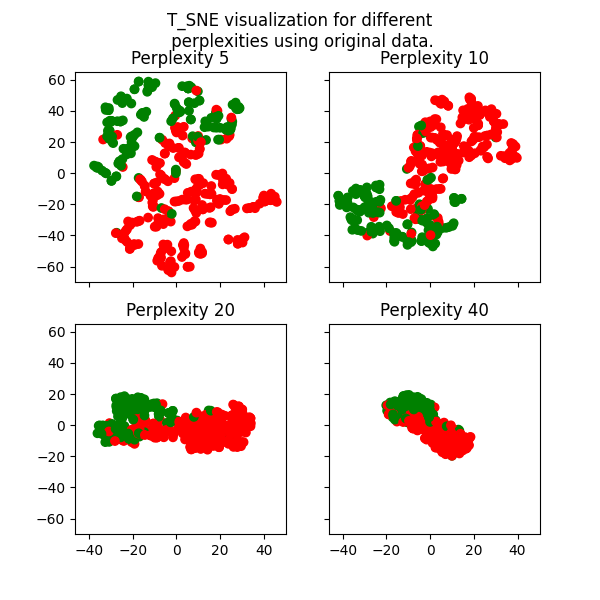 T_SNE visualization for different
perplexities using original data.
Perplexity 5
Perplexity 10
60
40
20
0
−20
−40
−60
Perplexity 20
Perplexity 40
60
40
20
0
−20
−40
−60
−40 −20 0 20 40
−40 −20 0 20 40